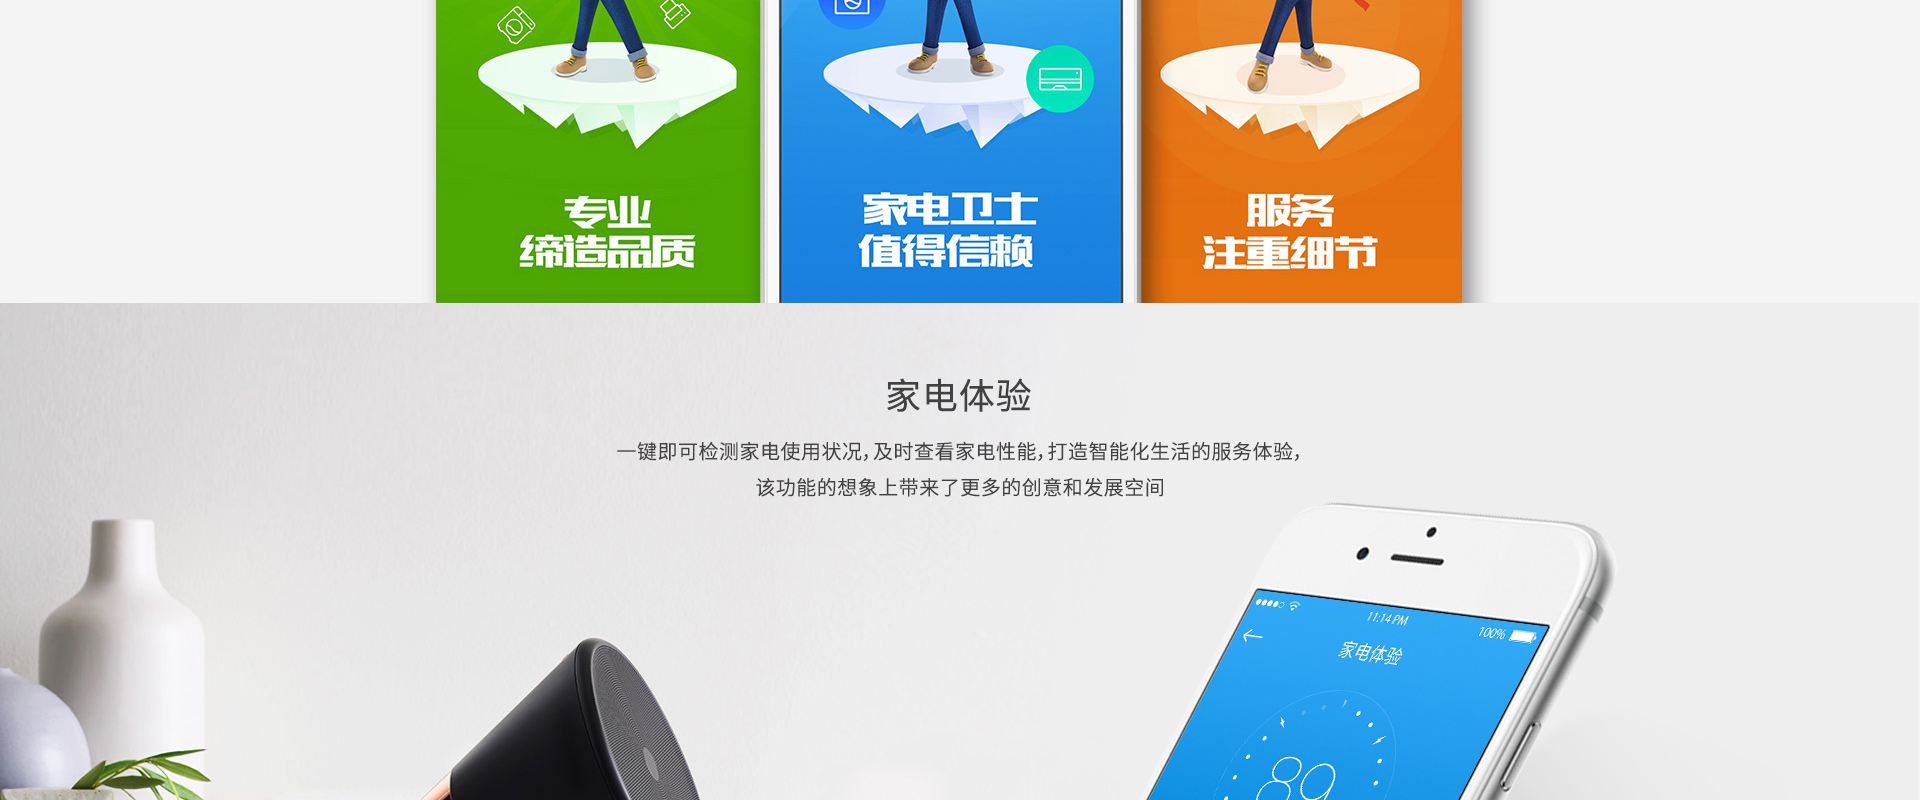 专业
缔造品质
家电卫士
值得信赖
服务
注重细节
家电体验
一键即可检测家电使用状况，及时查看家电性能，打造智能化生活的服务体验，
该功能的想象上带来了更多的创意和发展空间
11:14 PM
100%
家电体验
89